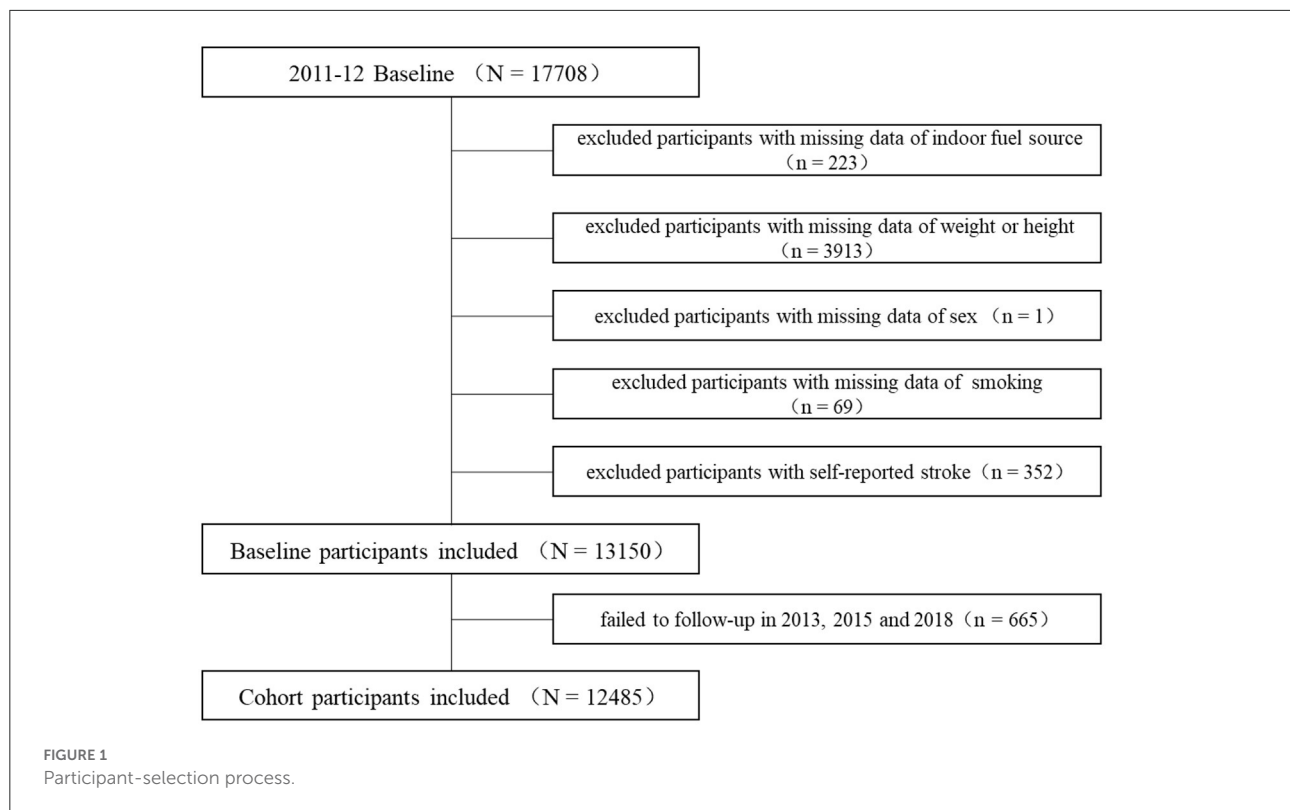 2011-12 Baseline （N = 17708）
excluded participants with missing data of indoor fuel source
（n = 223）
excluded participants with missing data of weight or height
（n = 3913）
excluded participants with missing data of sex （n = 1）
excluded participants with missing data of smoking
（n = 69）
excluded participants with self-reported stroke（n = 352）
Baseline participants included （N = 13150）
failed to follow-up in 2013, 2015 and 2018（n = 665）
Cohort participants included （N = 12485）
FIGURE 1
Participant-selection process.